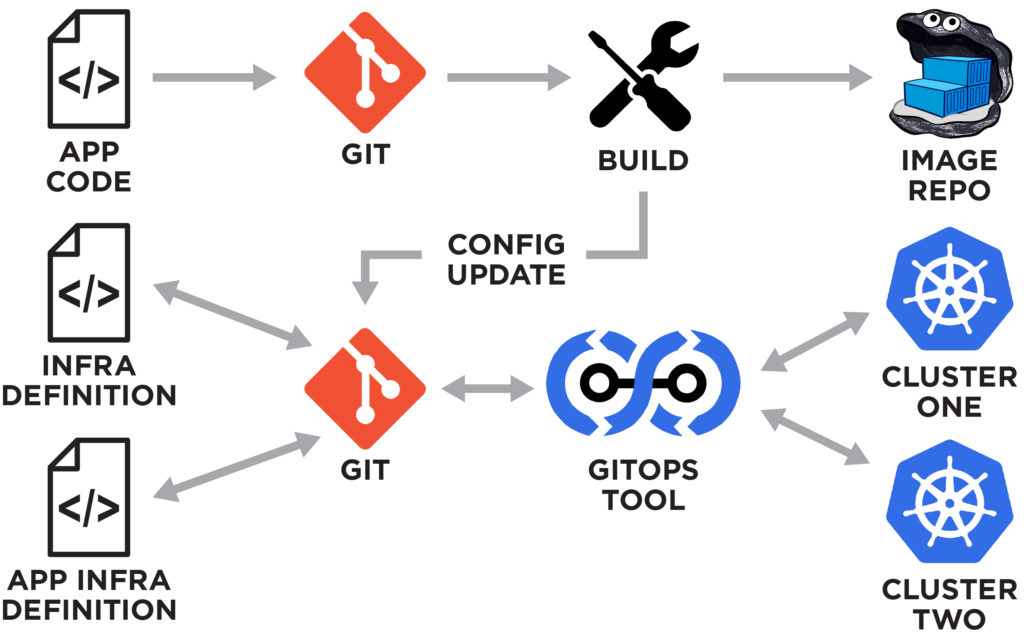 </>
APP
CODE
GIT
BUILD
IMAGE
REPO
CONFIG
UPDATE
</>
INFRA
DEFINITION
GIT
GITOPS
TOOL
CLUSTER
ONE
</>
APP INFRA
DEFINITION
CLUSTER
TWO